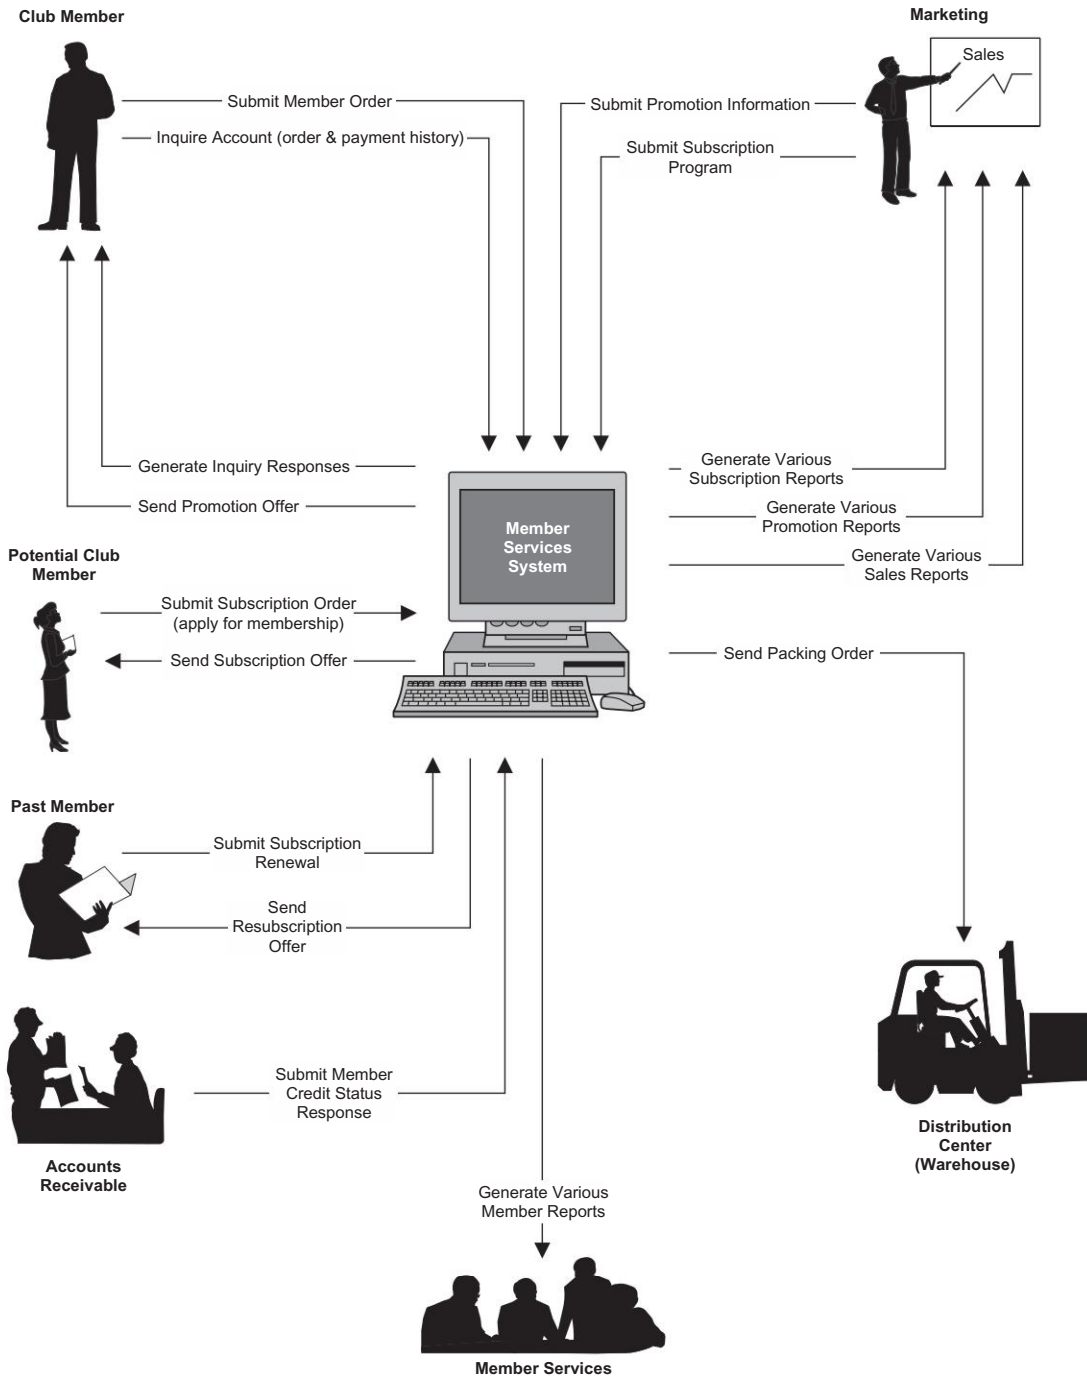 Club Member
Marketing
Sales
Submit Member Order
Submit Promotion Information
Inquire Account (order & payment history)
Submit Subscription
Program
Generate Inquiry Responses
Send Promotion Offer
Generate Various
Subscription Reports
Generate Various
Promotion Reports
Generate Various
Sales Reports
Member
Services
System
Potential Club
Member
Submit Subscription Order
(apply for membership)
Send Subscription Offer
Send Packing Order
Past Member
Submit Subscription
Renewal
Send
Resubscription
Offer
Submit Member
Credit Status
Response
Accounts
Receivable
Distribution
Center
(Warehouse)
Generate Various
Member Reports
Member Services